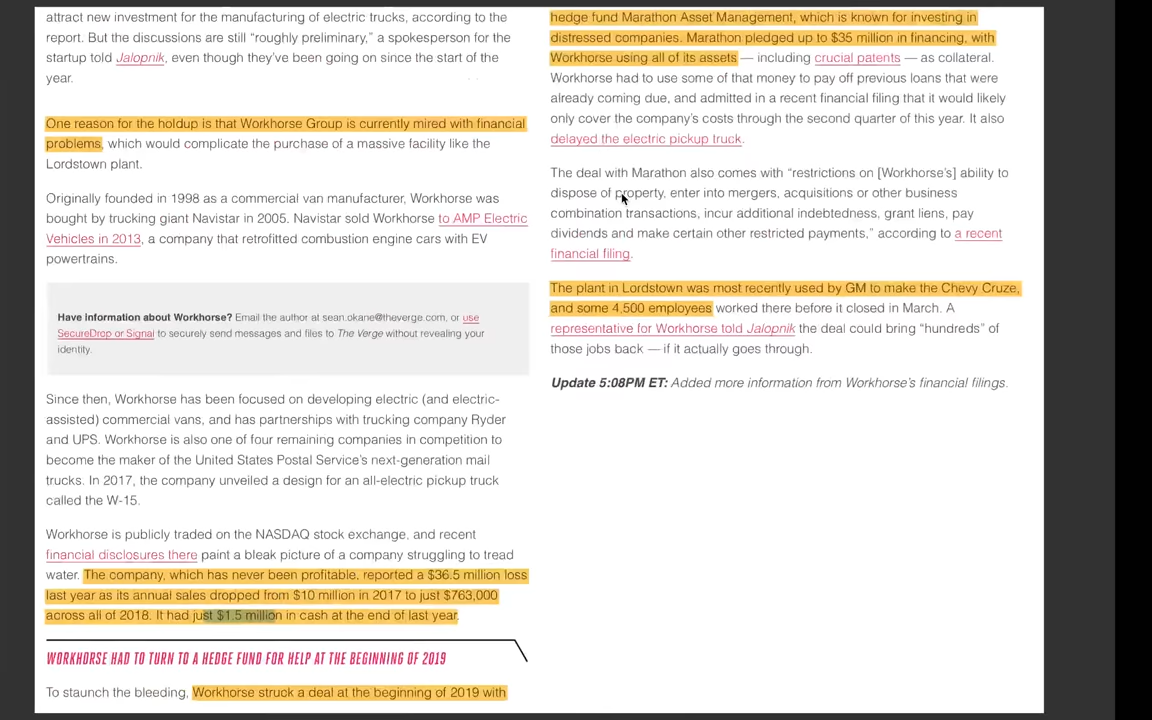 attract new investment for the manufacturing of electric trucks, according to the
report. But the discussions are still “roughly preliminary,” a spokesperson for the
startup told Jalopnik, even though they’ve been going on since the start of the
year.
One reason for the holdup is that Workhorse Group is currently mired with financial
problems, which would complicate the purchase of a massive facility like the
Lordstown plant.
Originally founded in 1998 as a commercial van manufacturer, Workhorse was
bought by trucking giant Navistar in 2005. Navistar sold Workhorse to AMP Electric
Vehicles in 2013, a company that retrofitted combustion engine cars with EV
powertrains.
Have information about Workhorse? Email the author at sean.okane@theverge.com, or use
SecureDrop or Signal to securely send messages and files to The Verge without revealing your
identity.
Since then, Workhorse has been focused on developing electric (and electric-
assisted) commercial vans, and has partnerships with trucking company Ryder
and UPS. Workhorse is also one of four remaining companies in competition to
become the maker of the United States Postal Service’s next-generation mail
trucks. In 2017, the company unveiled a design for an all-electric pickup truck
called the W-15.
Workhorse is publicly traded on the NASDAQ stock exchange, and recent
financial disclosures there paint a bleak picture of a company struggling to tread
water. The company, which has never been profitable, reported a $36.5 million loss
last year as its annual sales dropped from $10 million in 2017 to just $763,000
across all of 2018. It had just $1.5 million in cash at the end of last year.
WORKHORSE HAD TO TURN TO A HEDGE FUND FOR HELP AT THE BEGINNING OF 2019
To staunch the bleeding, Workhorse struck a deal at the beginning of 2019 with
hedge fund Marathon Asset Management, which is known for investing in
distressed companies. Marathon pledged up to $35 million in financing, with
Workhorse using all of its assets — including crucial patents — as collateral.
Workhorse had to use some of that money to pay off previous loans that were
already coming due, and admitted in a recent financial filing that it would likely
only cover the company’s costs through the second quarter of this year. It also
delayed the electric pickup truck.
The deal with Marathon also comes with “restrictions on [Workhorse’s] ability to
dispose of property, enter into mergers, acquisitions or other business
combination transactions, incur additional indebtedness, grant liens, pay
dividends and make certain other restricted payments,” according to a recent
financial filing.
The plant in Lordstown was most recently used by GM to make the Chevy Cruze,
and some 4,500 employees worked there before it closed in March. A
representative for Workhorse told Jalopnik the deal could bring “hundreds” of
those jobs back — if it actually goes through.
Update 5:08PM ET: Added more information from Workhorse’s financial filings.